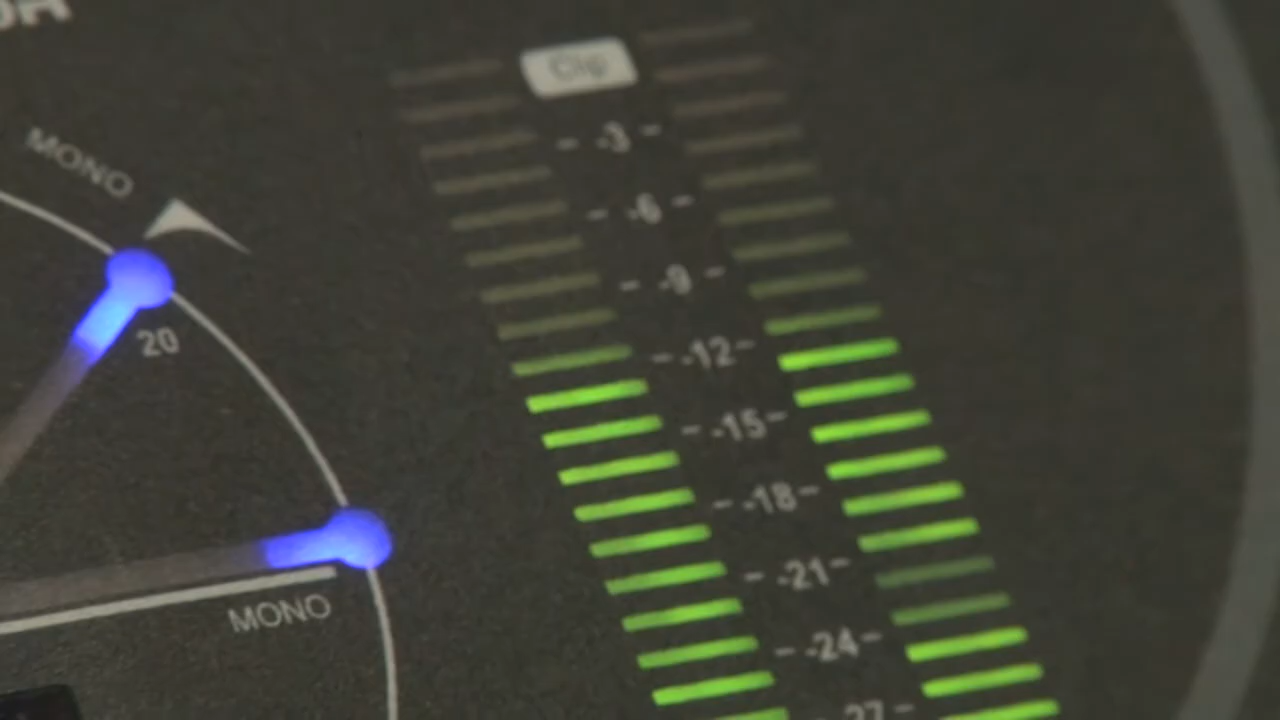 Clip
MONO
- -3 -
- -6 -
- -9 -
20
- -12 -
- -15 -
- -18 -
- -21 -
MONO
- -24 -
- -27 -